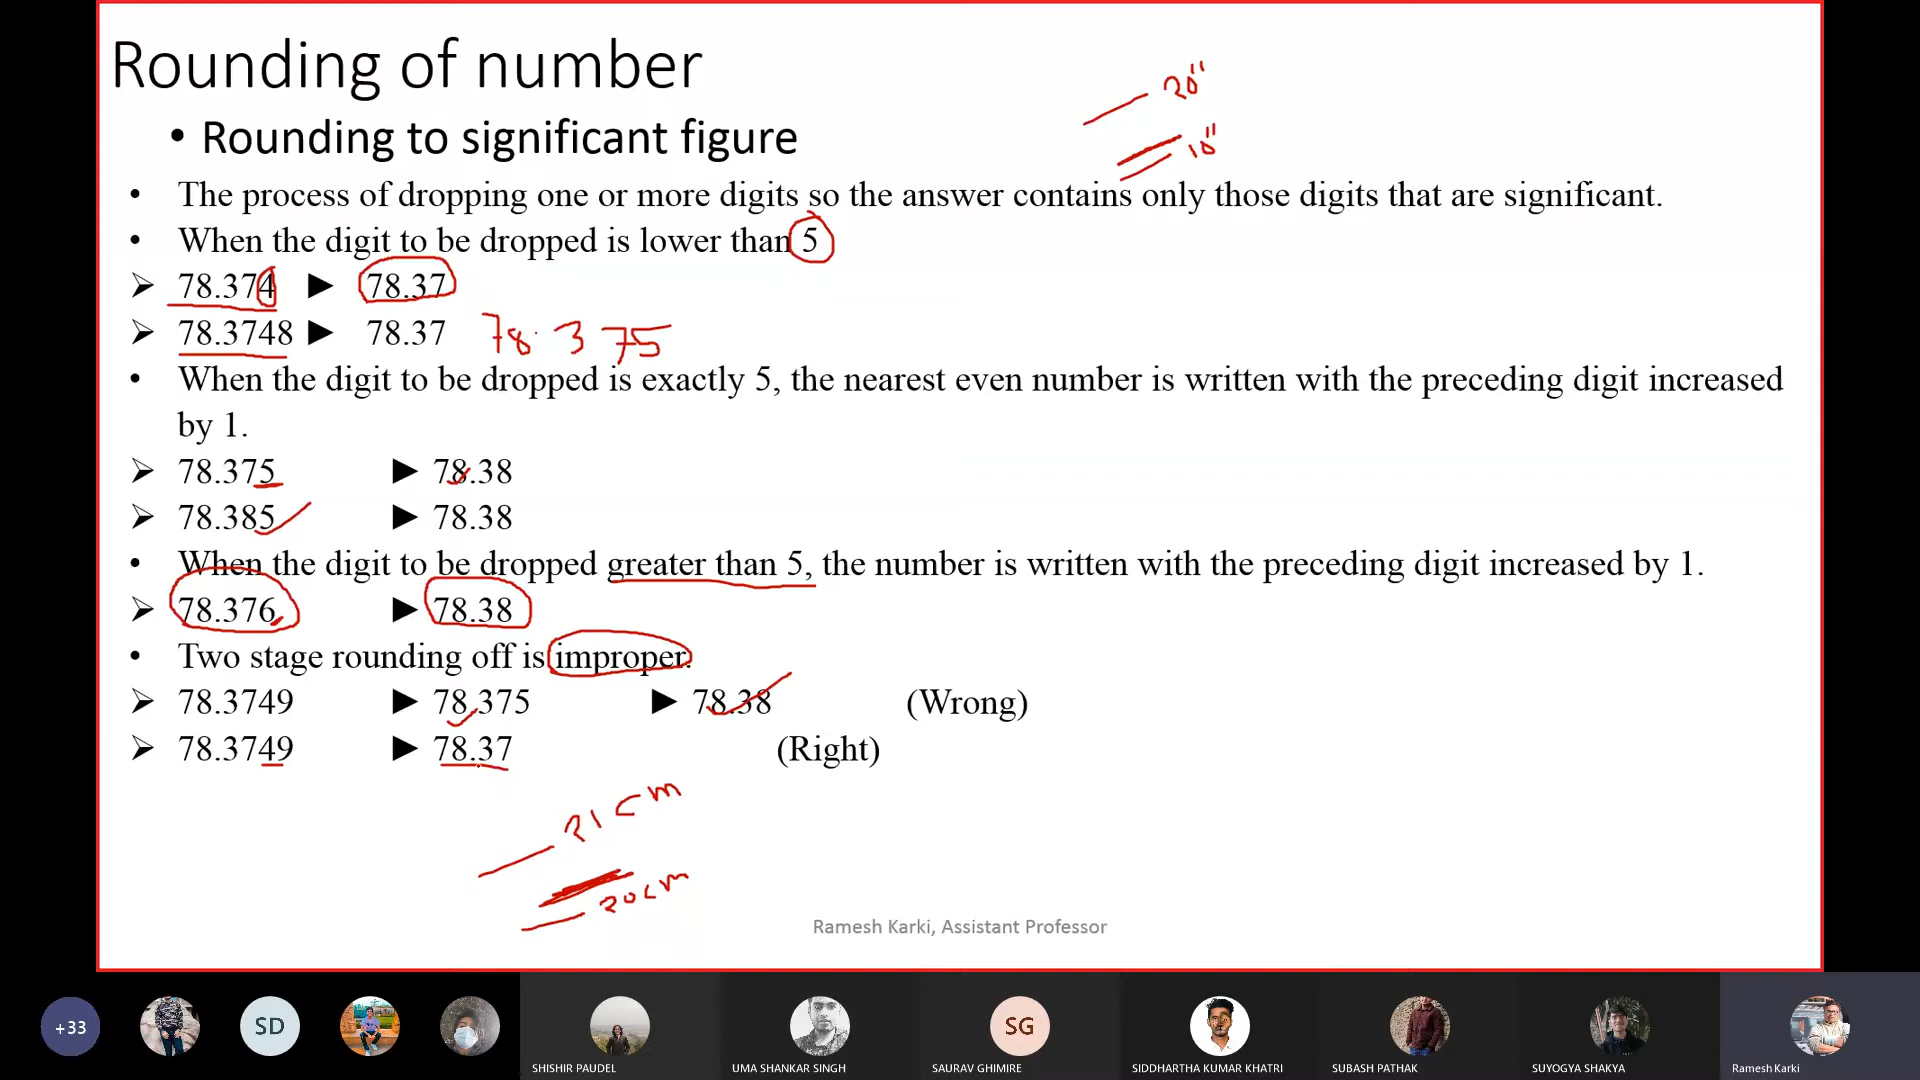 Rounding of number
20"
• Rounding to significant figure
10"
• The process of dropping one or more digits so the answer contains only those digits that are significant.
• When the digit to be dropped is lower than 5
➢ 78.374 ► 78.37
➢ 78.3748 ► 78.37 78.375
• When the digit to be dropped is exactly 5, the nearest even number is written with the preceding digit increased
by 1.
➢ 78.375 ► 78.38
➢ 78.385 ► 78.38
• When the digit to be dropped greater than 5, the number is written with the preceding digit increased by 1.
➢ 78.376 ► 78.38
• Two stage rounding off is improper.
➢ 78.3749 ► 78.375 ► 78.38 (Wrong)
➢ 78.3749 ► 78.37 (Right)
21cm
20cm
Ramesh Karki, Assistant Professor
+33 SD SG
SHISHIR PAUDEL UMA SHANKAR SINGH SAURAV GHIMIRE SIDDHARTHA KUMAR KHATRI SUBASH PATHAK SUYOGYA SHAKYA Ramesh Karki